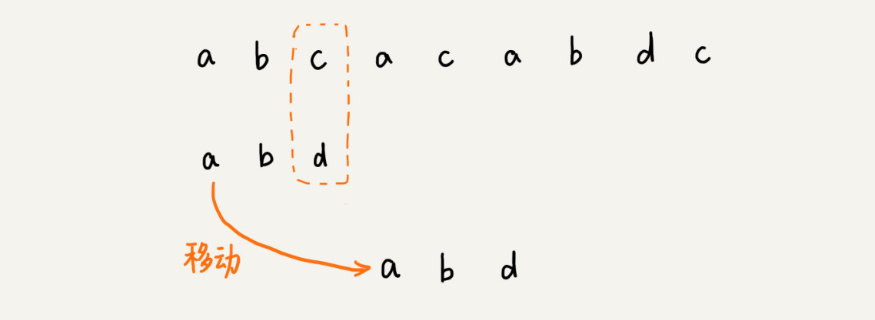 a b c a c a b d c
a b d
移动
a b d